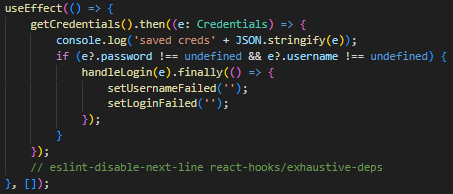 useEffect(() => {
    getCredentials().then((e: Credentials) => {
        console.log('saved creds' + JSON.stringify(e));
        if (e?.password !== undefined && e?.username !== undefined) {
            handleLogin(e).finally(() => {
                setUsernameFailed('');
                setLoginFailed('');
            });
        }
    });
    // eslint-disable-next-line react-hooks/exhaustive-deps
}, []);